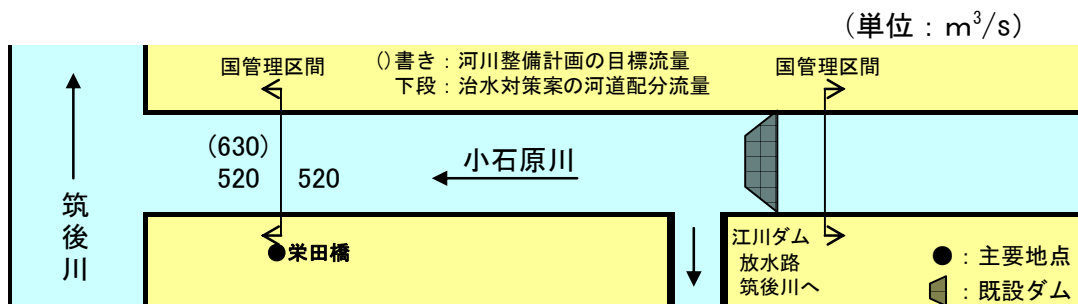 (単位：m³/s)
国管理区間
()書き：河川整備計画の目標流量
下段：治水対策案の河道配分流量
国管理区間
(630)
520 520
小石原川
筑後川
栄田橋
江川ダム
放水路
筑後川へ
●：主要地点
：既設ダム